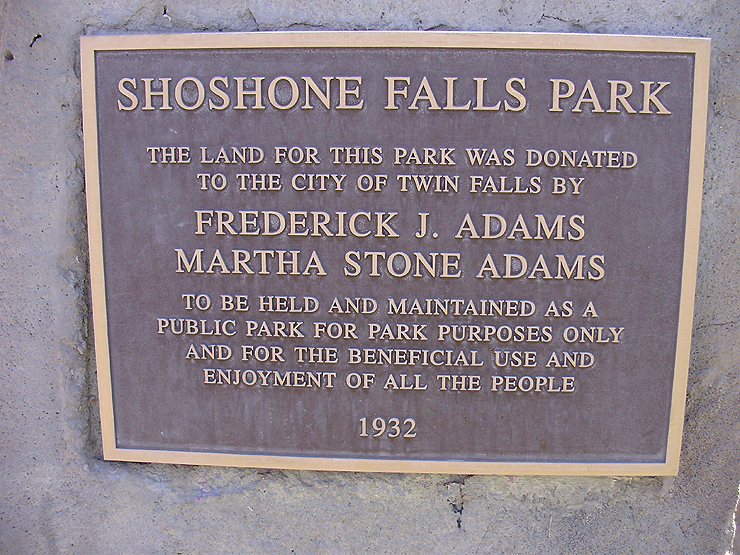 SHOSHONE FALLS PARK
THE LAND FOR THIS PARK WAS DONATED
TO THE CITY OF TWIN FALLS BY
FREDERICK J. ADAMS
MARTHA STONE ADAMS
TO BE HELD AND MAINTAINED AS A
PUBLIC PARK FOR PARK PURPOSES ONLY
AND FOR THE BENEFICIAL USE AND
ENJOYMENT OF ALL THE PEOPLE
1932